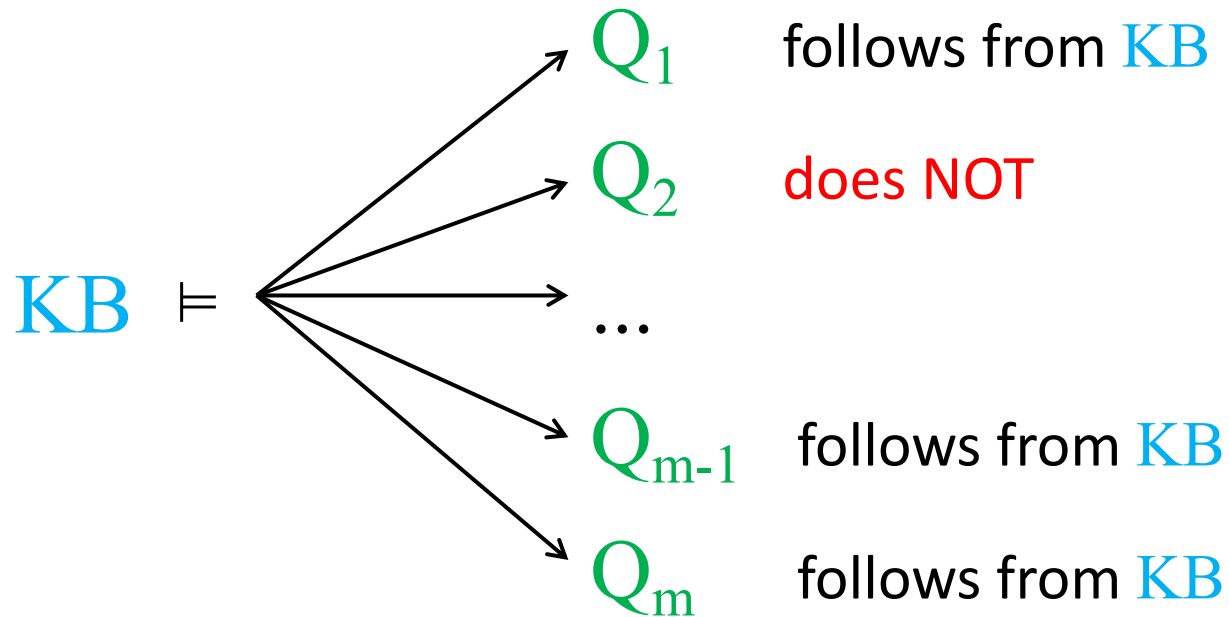 Q₁ follows from KB
Q₂ does NOT
KB ⊨
...
Qₘ₋₁ follows from KB
Qₘ follows from KB